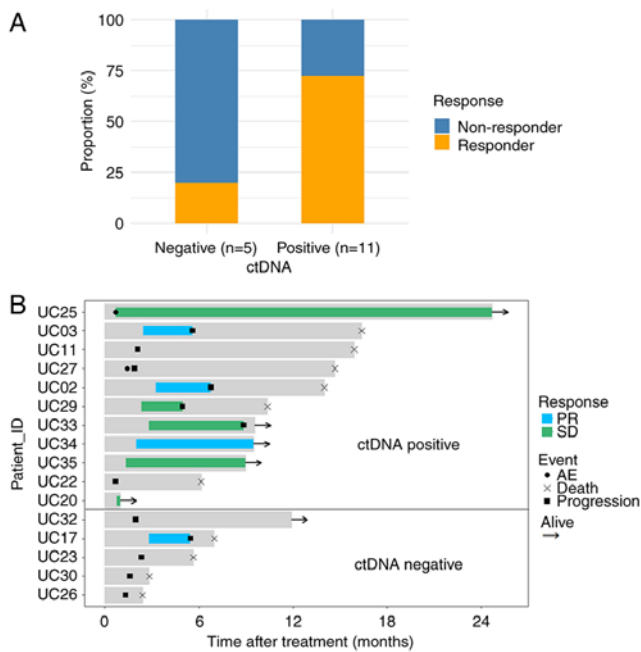 A
100
75
50
25
0
Proportion (%)
Negative (n=5) Positive (n=11)
ctDNA
Response
Non-responder
Responder
B
UC25
UC03
UC11
UC27
UC02
UC29
UC33
UC34
UC35
UC22
UC20
UC32
UC17
UC23
UC30
UC26
Patient_ID
ctDNA positive
ctDNA negative
0 6 12 18 24
Time after treatment (months)
Response
PR
SD
Event
AE
Death
Progression
Alive